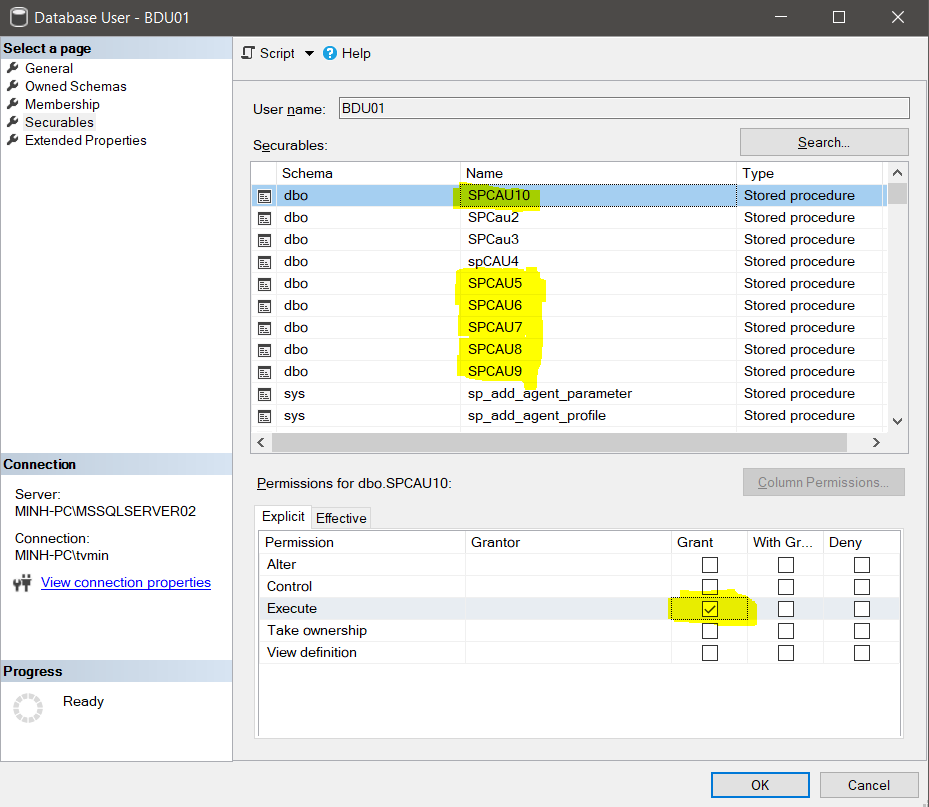 Database User - BDU01
Select a page
General
Owned Schemas
Membership
Securables
Extended Properties
Script Help
User name: BDU01
Securables: Search...
Schema Name Type
dbo SPCAU10 Stored procedure
dbo SPCau2 Stored procedure
dbo SPCau3 Stored procedure
dbo spCAU4 Stored procedure
dbo SPCAU5 Stored procedure
dbo SPCAU6 Stored procedure
dbo SPCAU7 Stored procedure
dbo SPCAU8 Stored procedure
dbo SPCAU9 Stored procedure
sys sp_add_agent_parameter Stored procedure
sys sp_add_agent_profile Stored procedure
Permissions for dbo.SPCAU10: Column Permissions...
Explicit Effective
Permission Grantor Grant With Gr... Deny
Alter
Control
Execute
Take ownership
View definition
Connection
Server:
MINH-PC\MSSQLSERVER02
Connection:
MINH-PC\tvmin
View connection properties
Progress
Ready
OK Cancel